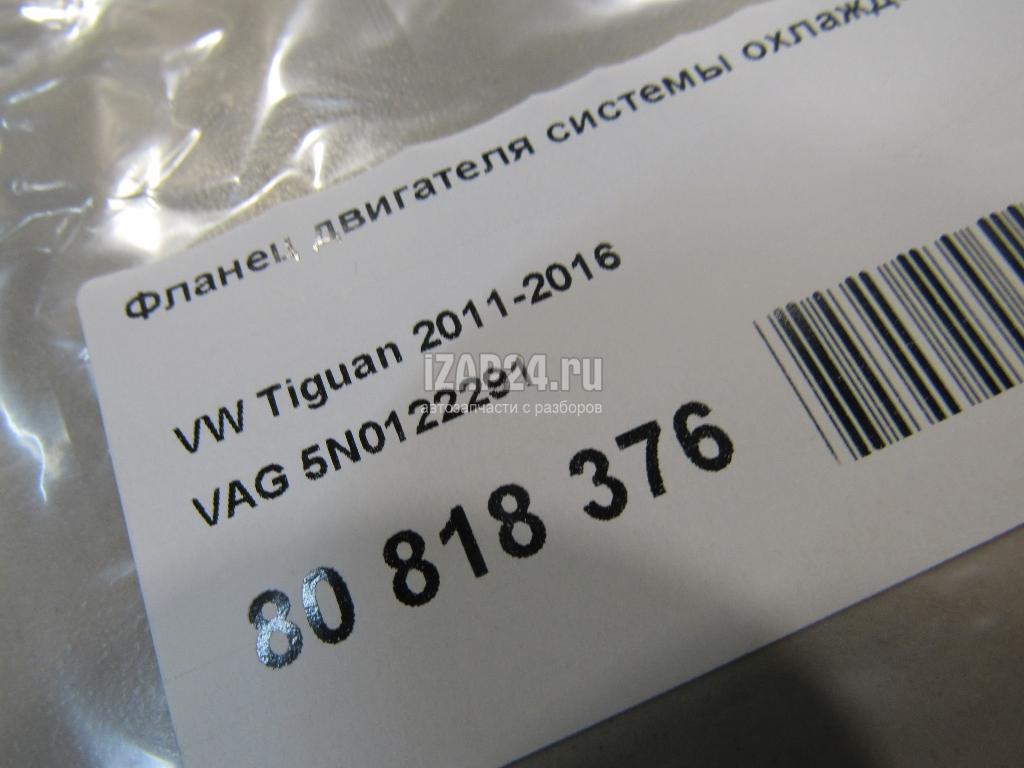 Фланец двигателя системы охлажд
VW Tiguan 2011-2016
VAG 5N0122291
80 818 376
iZAP24.ru
автозапчасти с разборов